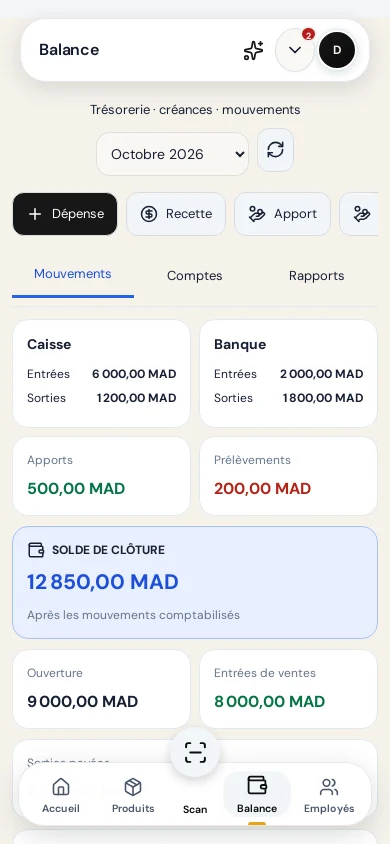 Balance
2
D
Trésorerie · créances · mouvements
Octobre 2026
Dépense
Recette
Apport
Mouvements
Comptes
Rapports
Caisse
Entrées 6 000,00 MAD
Sorties 1 200,00 MAD
Banque
Entrées 2 000,00 MAD
Sorties 1 800,00 MAD
Apports
500,00 MAD
Prélèvements
200,00 MAD
SOLDE DE CLÔTURE
12 850,00 MAD
Après les mouvements comptabilisés
Ouverture
9 000,00 MAD
Entrées de ventes
8 000,00 MAD
Sorties payées
Accueil
Produits
Scan
Balance
Employés